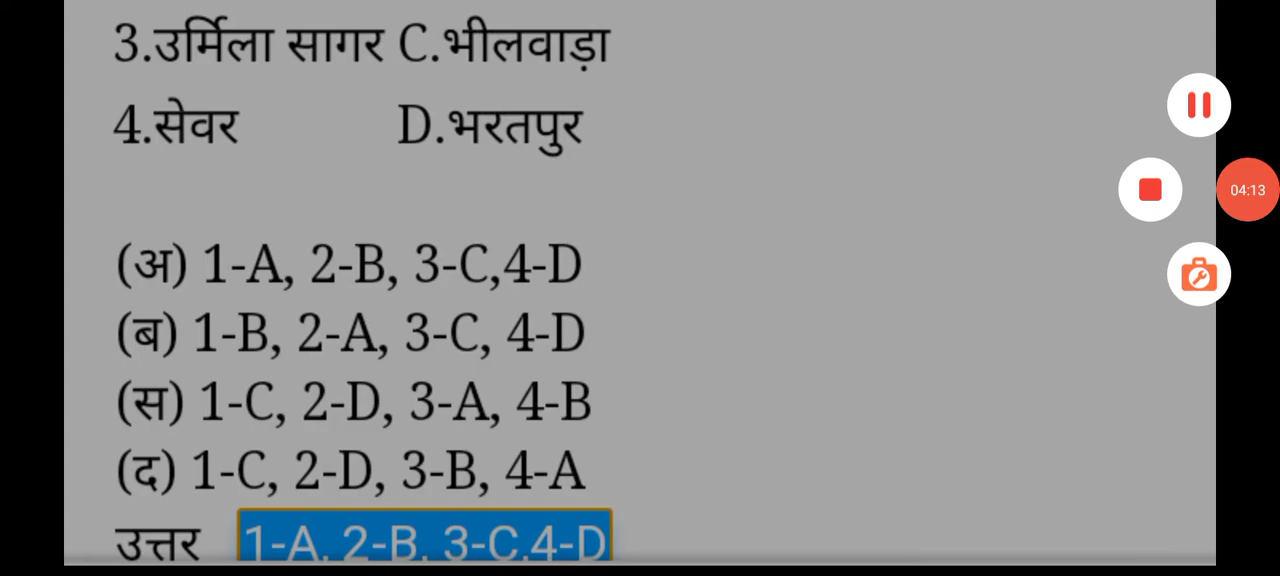 3.उर्मिला सागर C.भीलवाड़ा
4.सेवर D.भरतपुर
(अ) 1-A, 2-B, 3-C,4-D
(ब) 1-B, 2-A, 3-C, 4-D
(स) 1-C, 2-D, 3-A, 4-B
(द) 1-C, 2-D, 3-B, 4-A
उत्तर 1-A, 2-B, 3-C,4-D
04:13